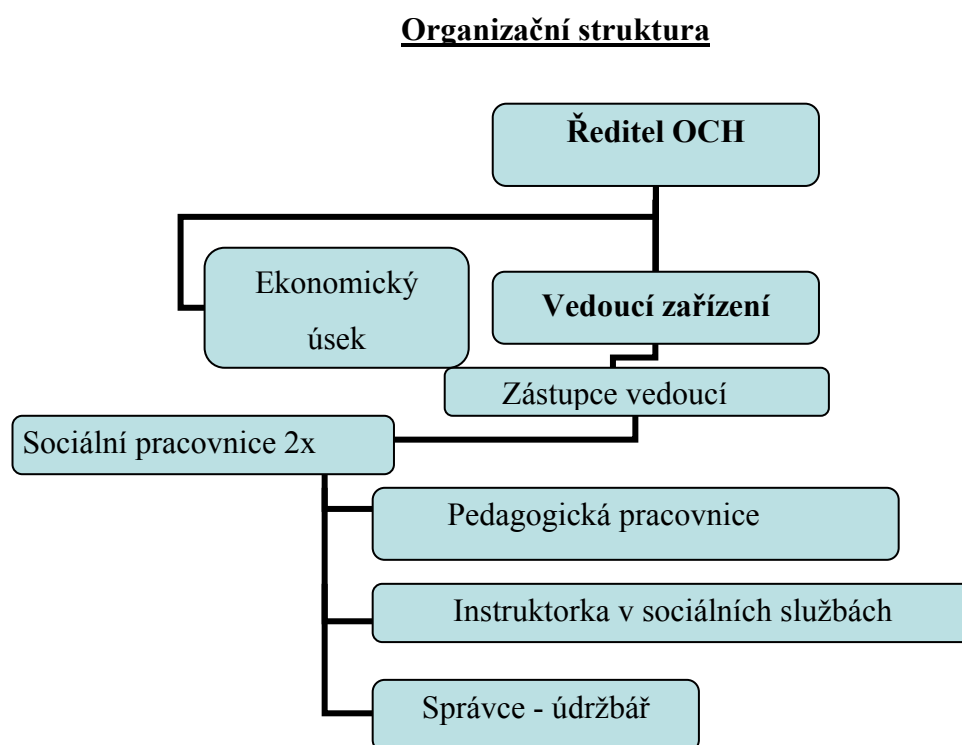 Organizační struktura
Ředitel OCH
Ekonomický
úsek
Vedoucí zařízení
Zástupce vedoucí
Sociální pracovnice 2x
Pedagogická pracovnice
Instruktorka v sociálních službách
Správce - údržbář